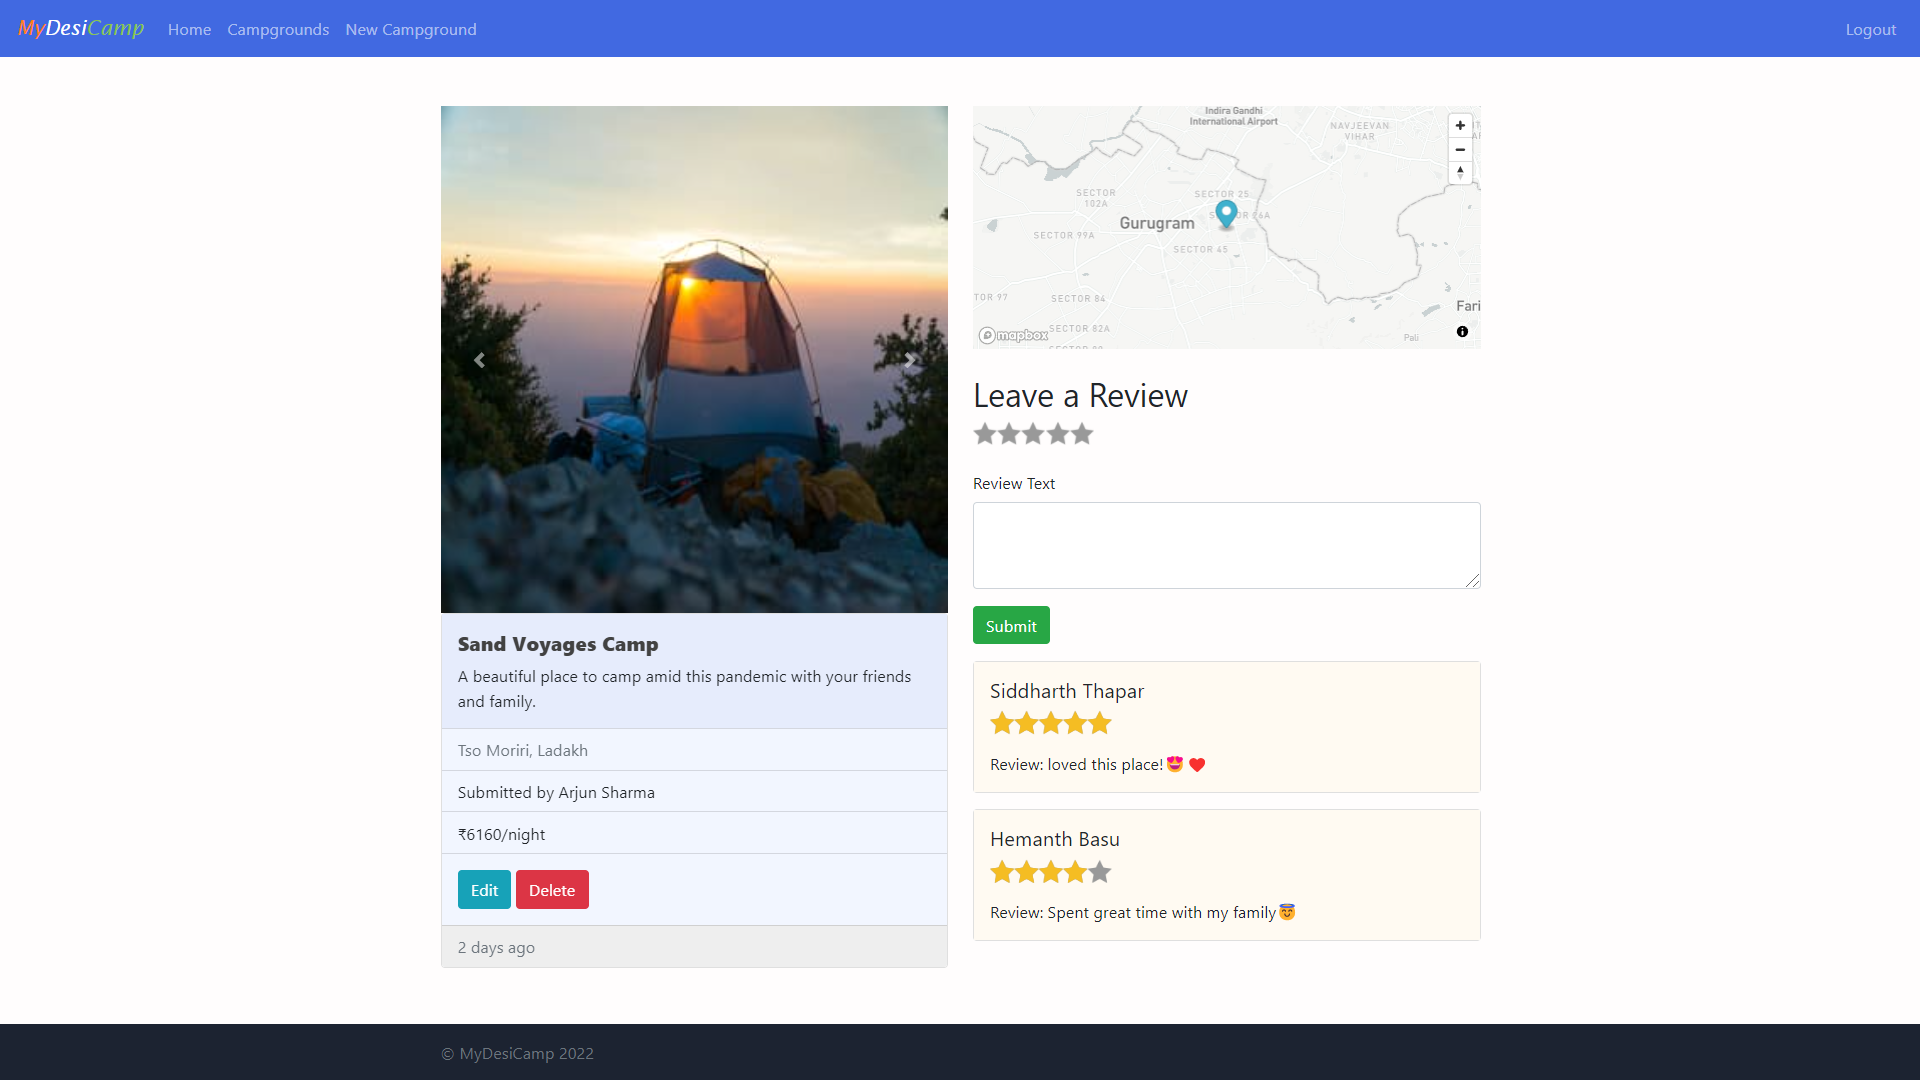 MyDesiCamp Home Campgrounds New Campground Logout
Indira Gandhi
International Airport
NAVJEEVAN
VIHAR
SECTOR
102A
SECTOR 25
Gurugram
SECTOR 99A
SECTOR 45
TOR 97
SECTOR 84
Fari
SECTOR 82A
mapbox
Pali
Sand Voyages Camp
A beautiful place to camp amid this pandemic with your friends
and family.
Tso Moriri, Ladakh
Submitted by Arjun Sharma
₹6160/night
Edit Delete
2 days ago
Leave a Review
Review Text
Submit
Siddharth Thapar
Review: loved this place!😍 ❤️
Hemanth Basu
Review: Spent great time with my family😇
© MyDesiCamp 2022